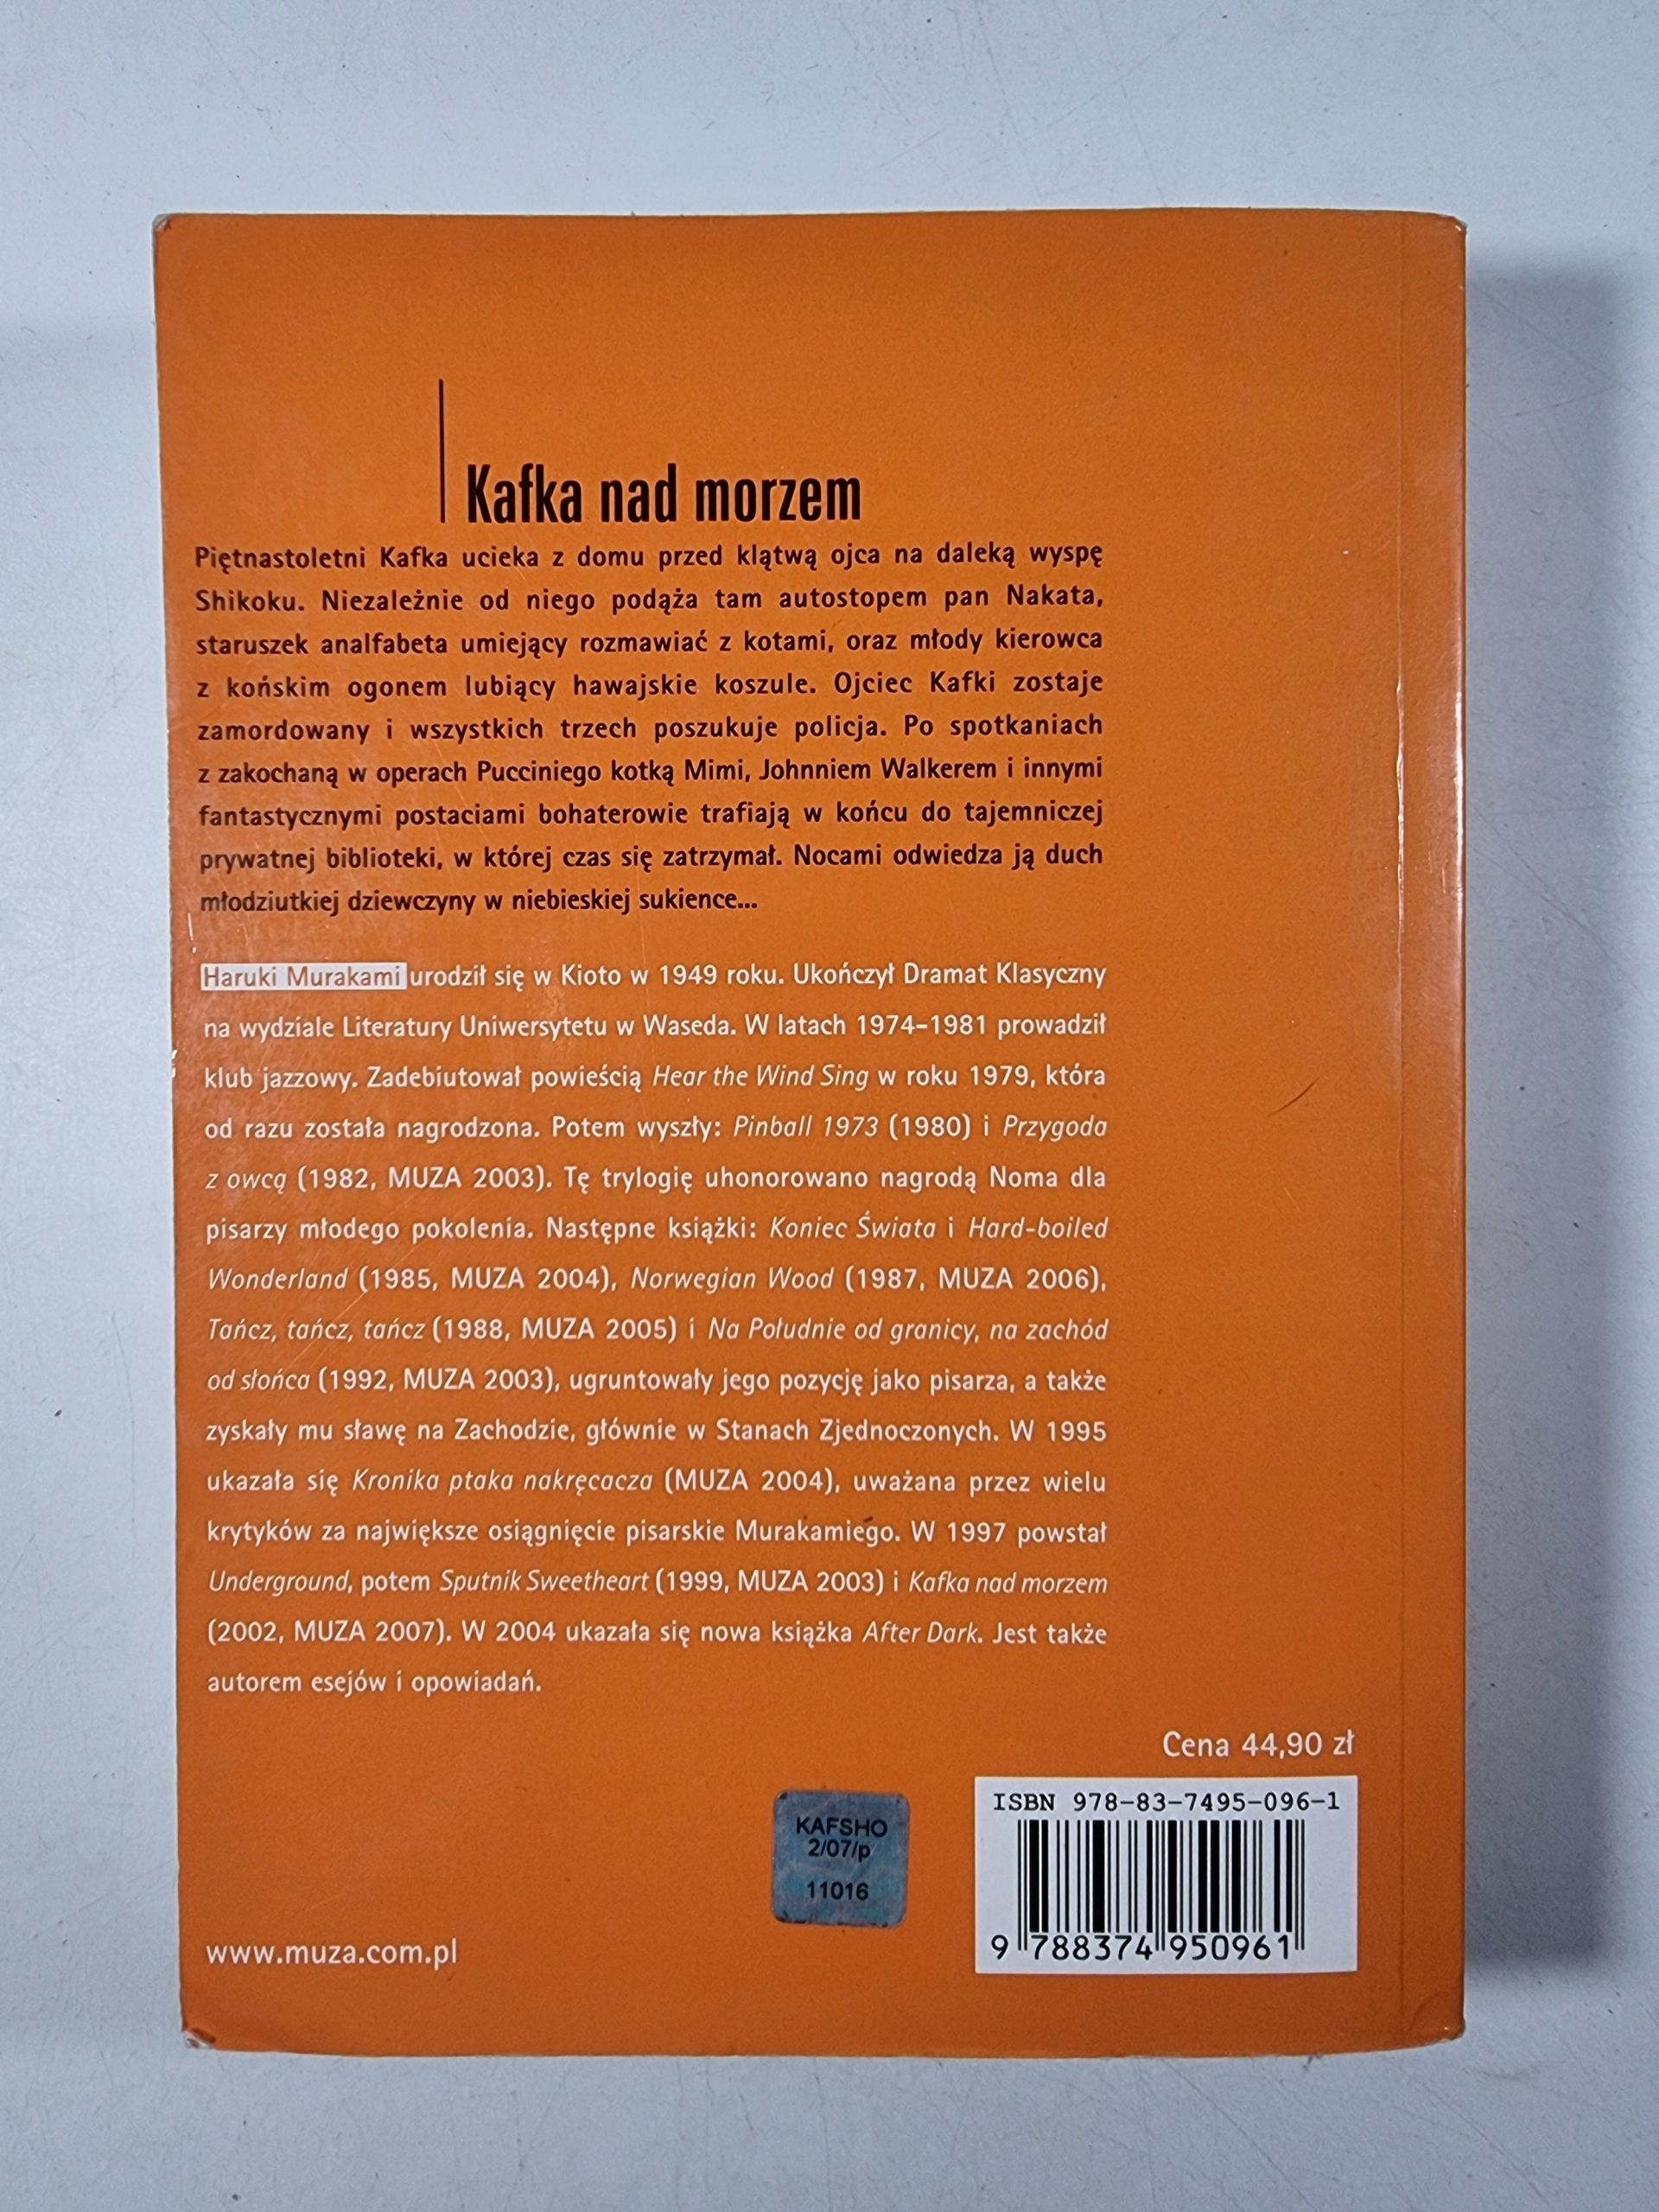 Kafka nad morzem
Piętnastoletni Kafka ucieka z domu przed klątwą ojca na daleką wyspę
Shikoku. Niezależnie od niego podąża tam autostopem pan Nakata,
staruszek analfabeta umiejący rozmawiać z kotami, oraz młody kierowca
z końskim ogonem lubiący hawajskie koszule. Ojciec Kafki zostaje
zamordowany i wszystkich trzech poszukuje policja. Po spotkaniach
z zakochaną w operach Pucciniego kotką Mimi, Johnniem Walkerem i innymi
fantastycznymi postaciami bohaterowie trafiają w końcu do tajemniczej
prywatnej biblioteki, w której czas się zatrzymał. Nocami odwiedza ją duch
młodziutkiej dziewczyny w niebieskiej sukience...
Haruki Murakami urodził się w Kioto w 1949 roku. Ukończył Dramat Klasyczny
na wydziale Literatury Uniwersytetu w Waseda. W latach 1974-1981 prowadził
klub jazzowy. Zadebiutował powieścią Hear the Wind Sing w roku 1979, która
od razu została nagrodzona. Potem wyszły: Pinball 1973 (1980) i Przygoda
z owcą (1982, MUZA 2003). Tę trylogię uhonorowano nagrodą Noma dla
pisarzy młodego pokolenia. Następne książki: Koniec Świata i Hard-boiled
Wonderland (1985, MUZA 2004), Norwegian Wood (1987, MUZA 2006),
Tańcz, tańcz, tańcz (1988, MUZA 2005) i Na Południe od granicy, na zachód
od słońca (1992, MUZA 2003), ugruntowały jego pozycję jako pisarza, a także
zyskały mu sławę na Zachodzie, głównie w Stanach Zjednoczonych. W 1995
ukazała się Kronika ptaka nakręcacza (MUZA 2004), uważana przez wielu
krytyków za największe osiągnięcie pisarskie Murakamiego. W 1997 powstał
Underground, potem Sputnik Sweetheart (1999, MUZA 2003) i Kafka nad morzem
(2002, MUZA 2007). W 2004 ukazała się nowa książka After Dark. Jest także
autorem esejów i opowiadań.
Cena 44,90 zł
ISBN 978-83-7495-096-1
KAFSHO
2/07/p
11016
9 788374 950961
www.muza.com.pl